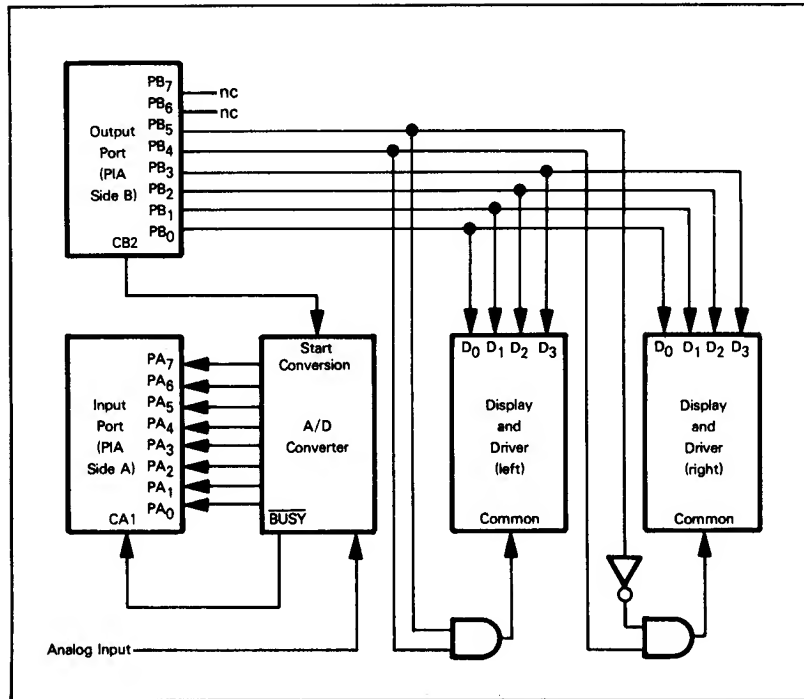 PB7
nc
PB6
nc
PB5
PB4
PB3
PB2
PB1
PB0
Output
Port
(PIA
Side B)
CB2
PA7
PA6
PA5
PA4
PA3
PA2
PA1
PA0
Input
Port
(PIA
Side A)
CA1
Start
Conversion
A/D
Converter
BUSY
D0 D1 D2 D3
Display
and
Driver
(left)
Common
D0 D1 D2 D3
Display
and
Driver
(right)
Common
Analog Input